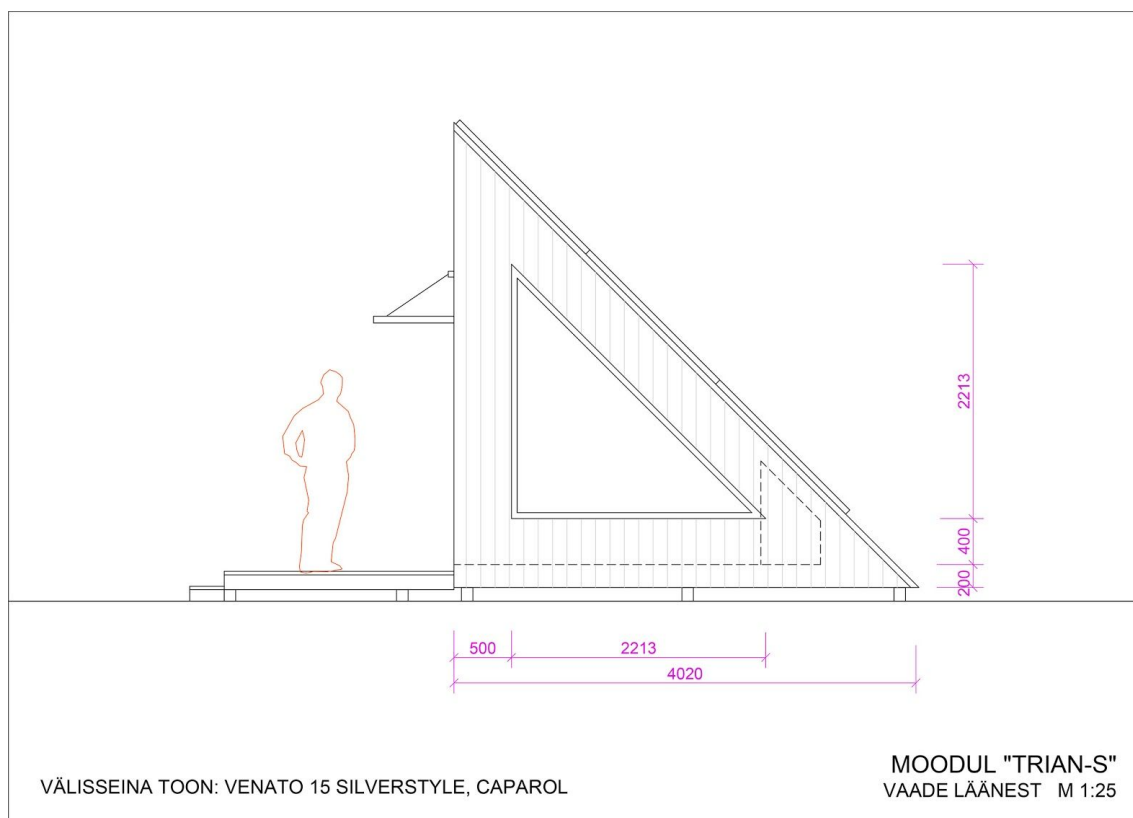 2213
400
200
500
2213
4020
MOODUL "TRIAN-S"
VÄLISSEINA TOON: VENATO 15 SILVERSTYLE, CAPAROL
VAADE LÄÄNEST M 1:25